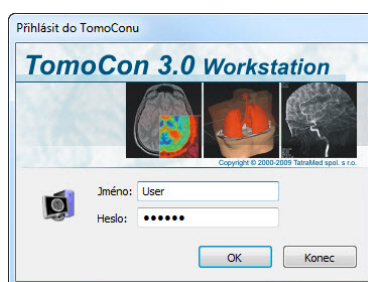 Přihlásit do TomoConu
TomoCon 3.0 Workstation
Copyright © 2000-2009 TatraMed spol. s r.o.
Jméno: User
Heslo: ●●●●●●
OK Konec